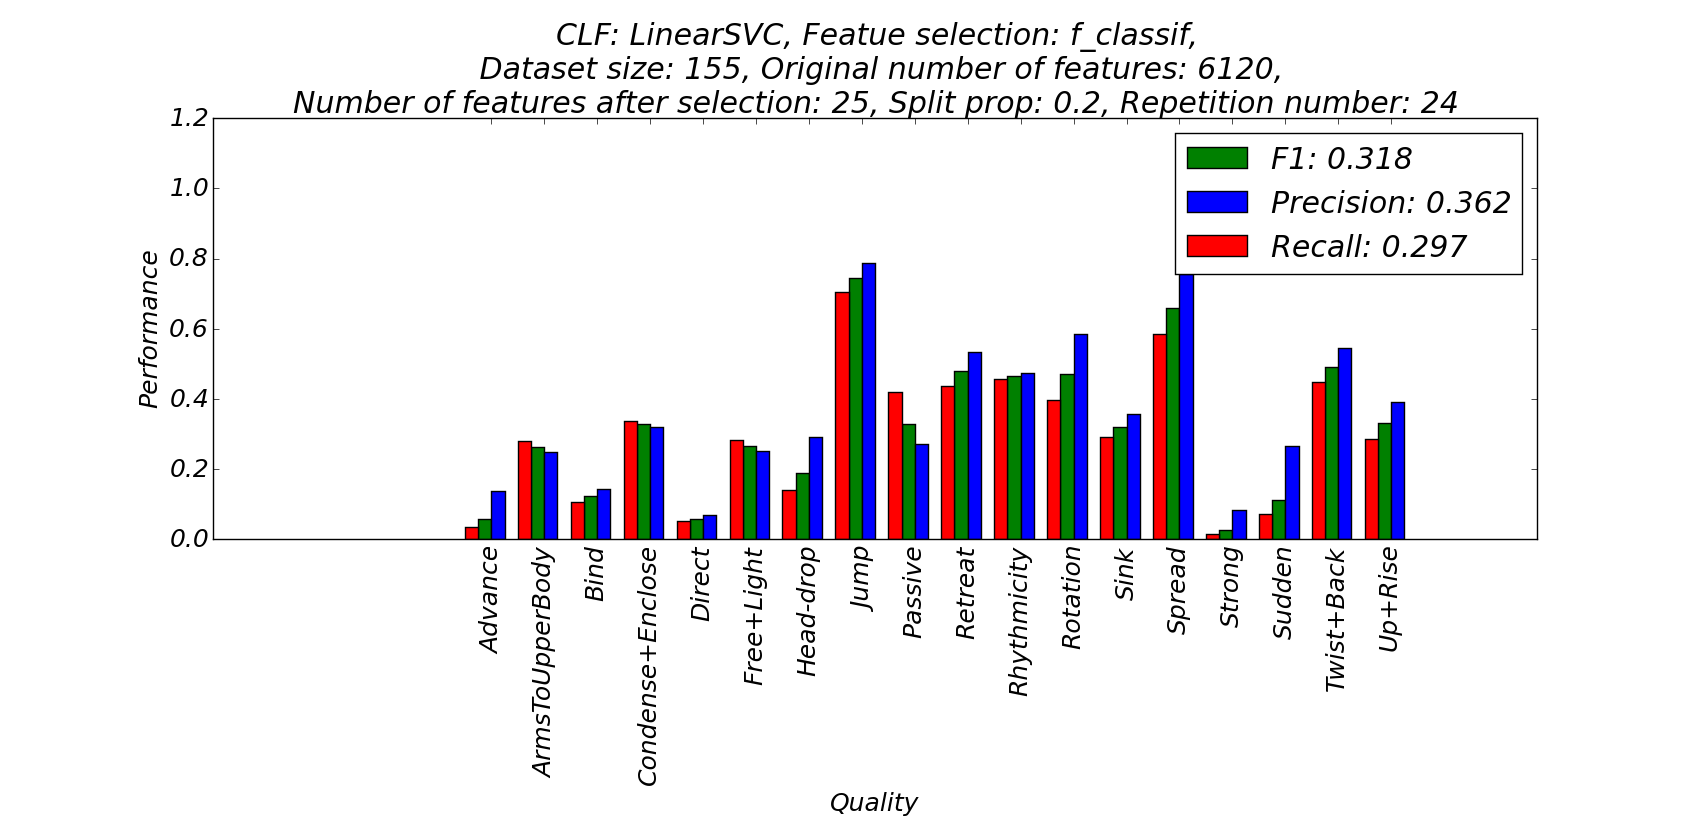 CLF: LinearSVC, Featue selection: f_classif,
Dataset size: 155, Original number of features: 6120,
Number of features after selection: 25, Split prop: 0.2, Repetition number: 24
1.2
1.0
0.8
0.6
0.4
0.2
0.0
Performance
F1: 0.318
Precision: 0.362
Recall: 0.297
Advance
ArmsToUpperBody
Bind
Condense+Enclose
Direct
Free+Light
Head-drop
Jump
Passive
Retreat
Rhythmicity
Rotation
Sink
Spread
Strong
Sudden
Twist+Back
Up+Rise
Quality